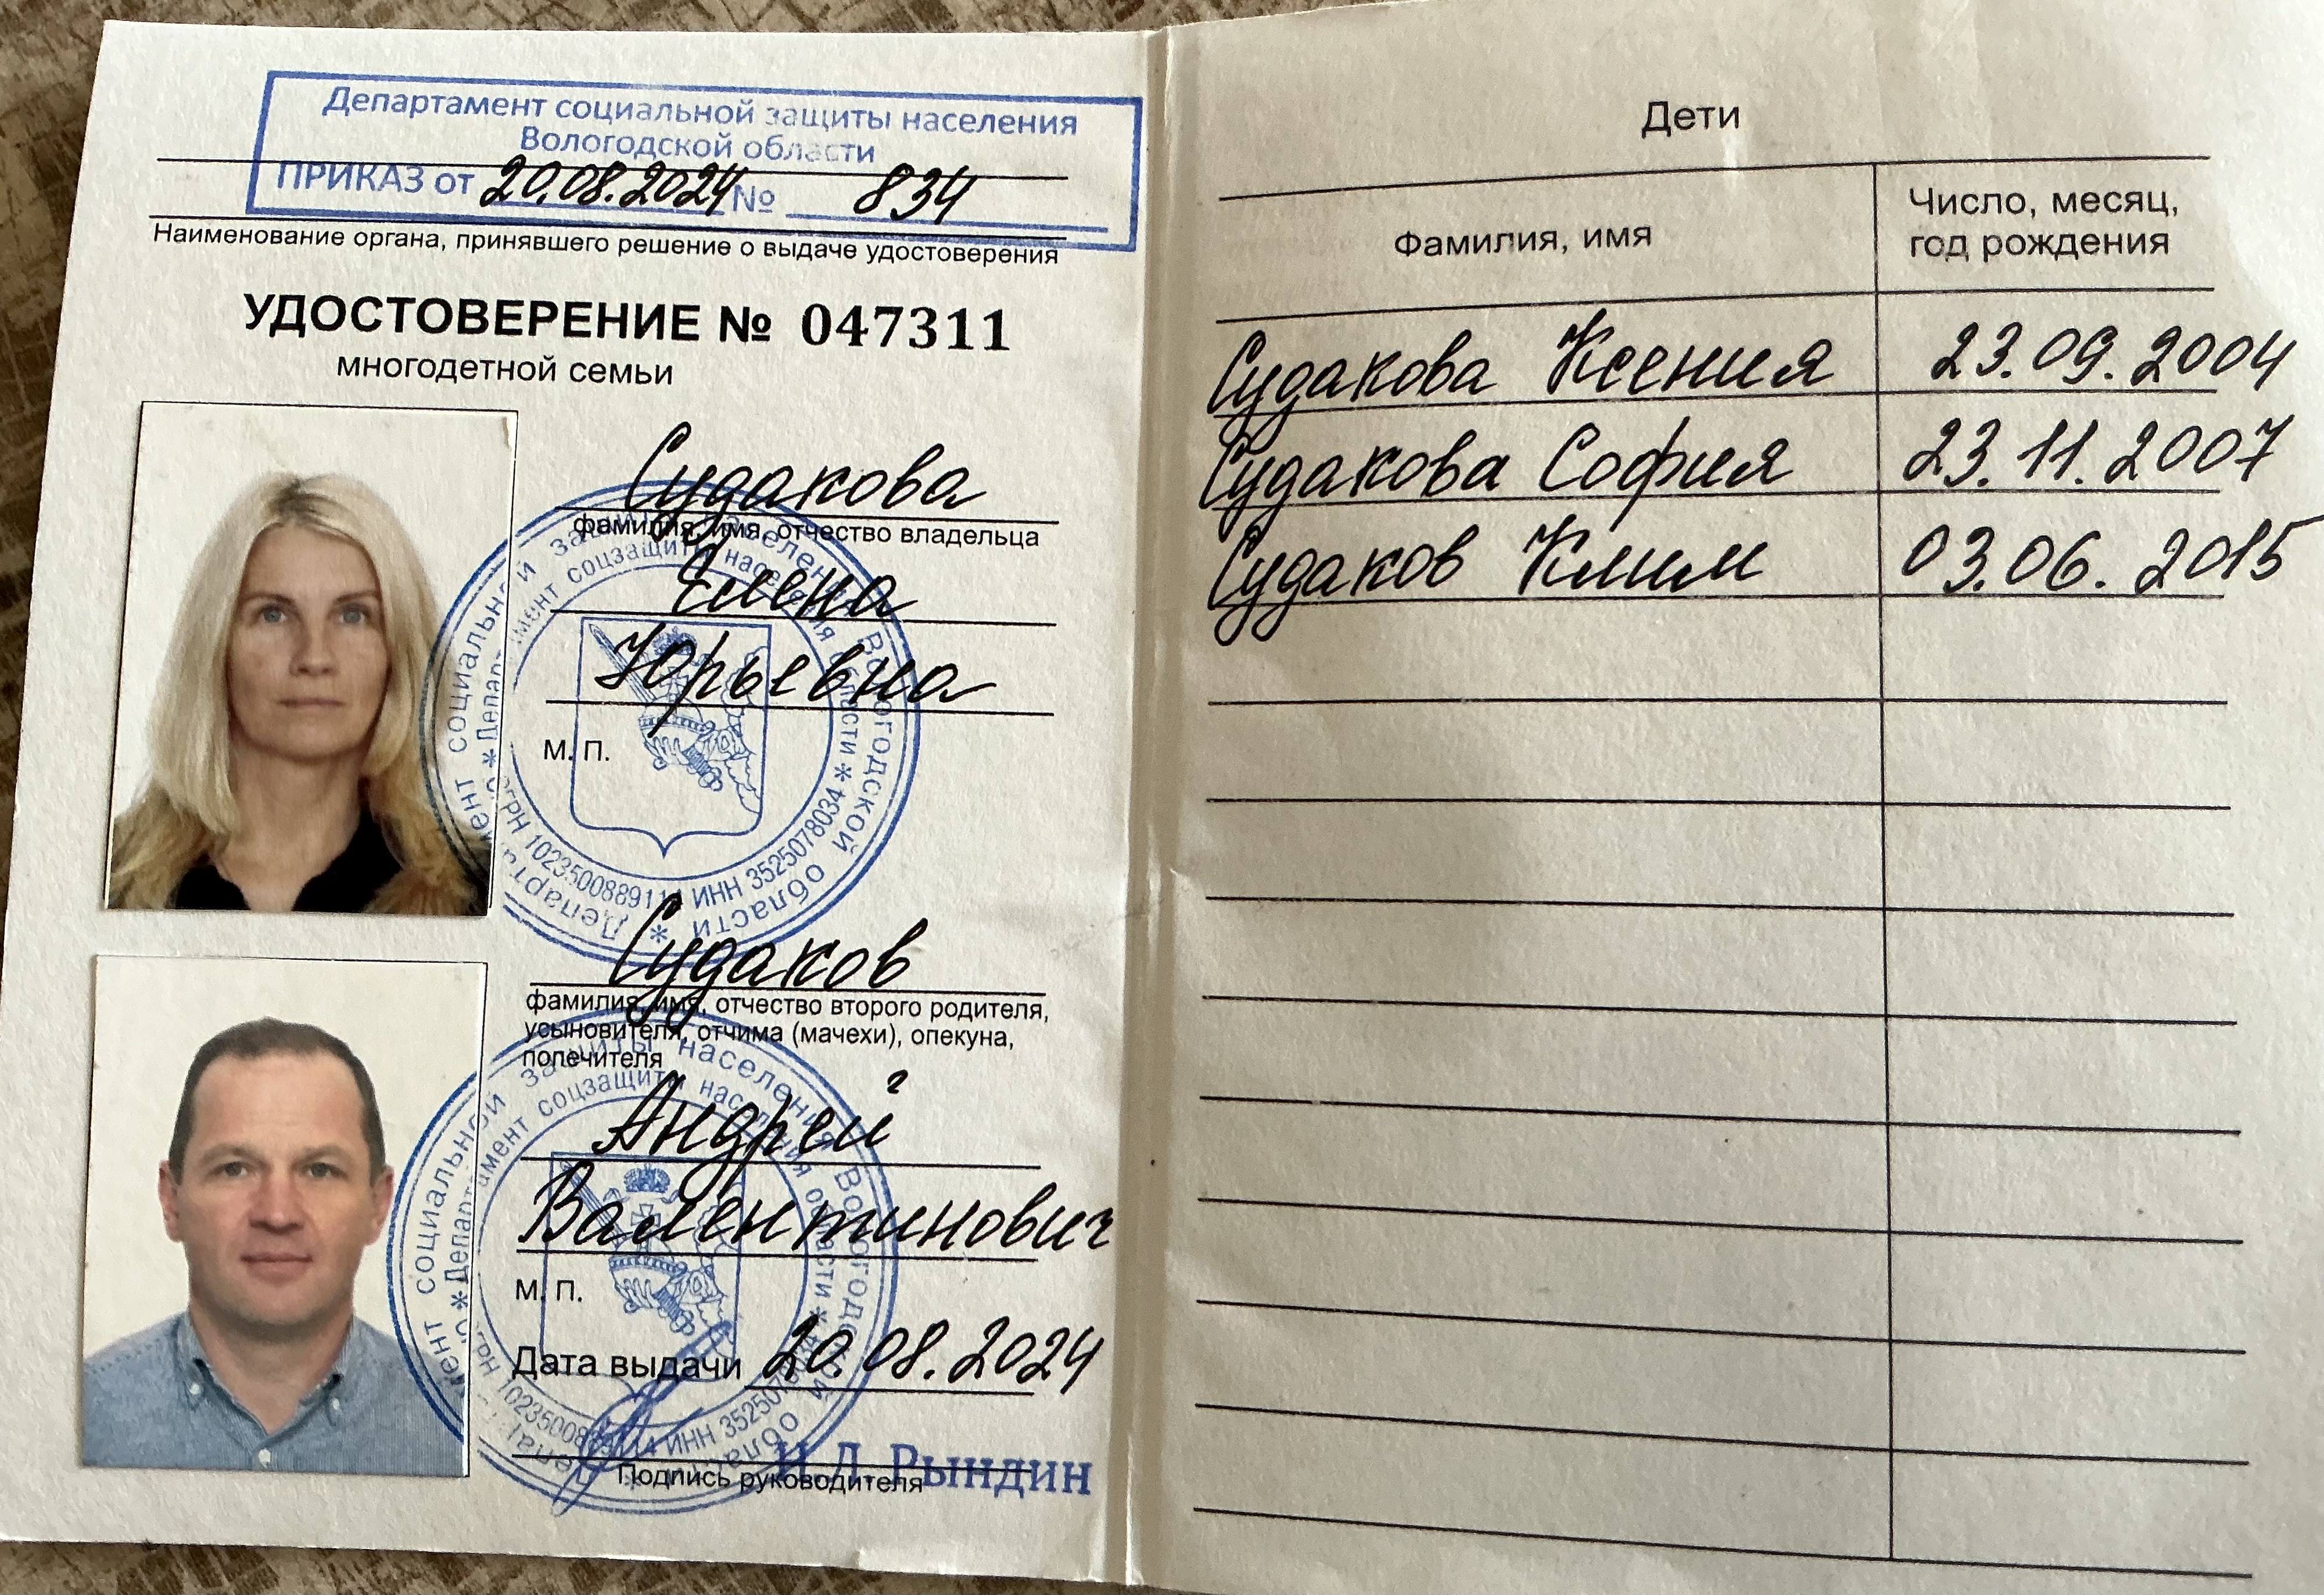 Департамент социальной защиты населения
Вологодской области
ПРИКАЗ от 20.08.2024 № 834
Наименование органа, принявшего решение о выдаче удостоверения
УДОСТОВЕРЕНИЕ № 047311
многодетной семьи
Судакова
фамилия, имя, отчество владельца
Елена
Юрьевна
М. П.
Судаков
фамилия, имя, отчество второго родителя,
усыновителя, отчима (мачехи), опекуна,
попечителя
Андрей
Валентинович
М. П.
Дата выдачи 20.08.2024
Рындин
Подпись руководителя
Дети
Фамилия, имя
Число, месяц,
год рождения
Судакова Ксения 23.09.2004
Судакова София 23.11.2007
Судаков Клим 03.06.2015